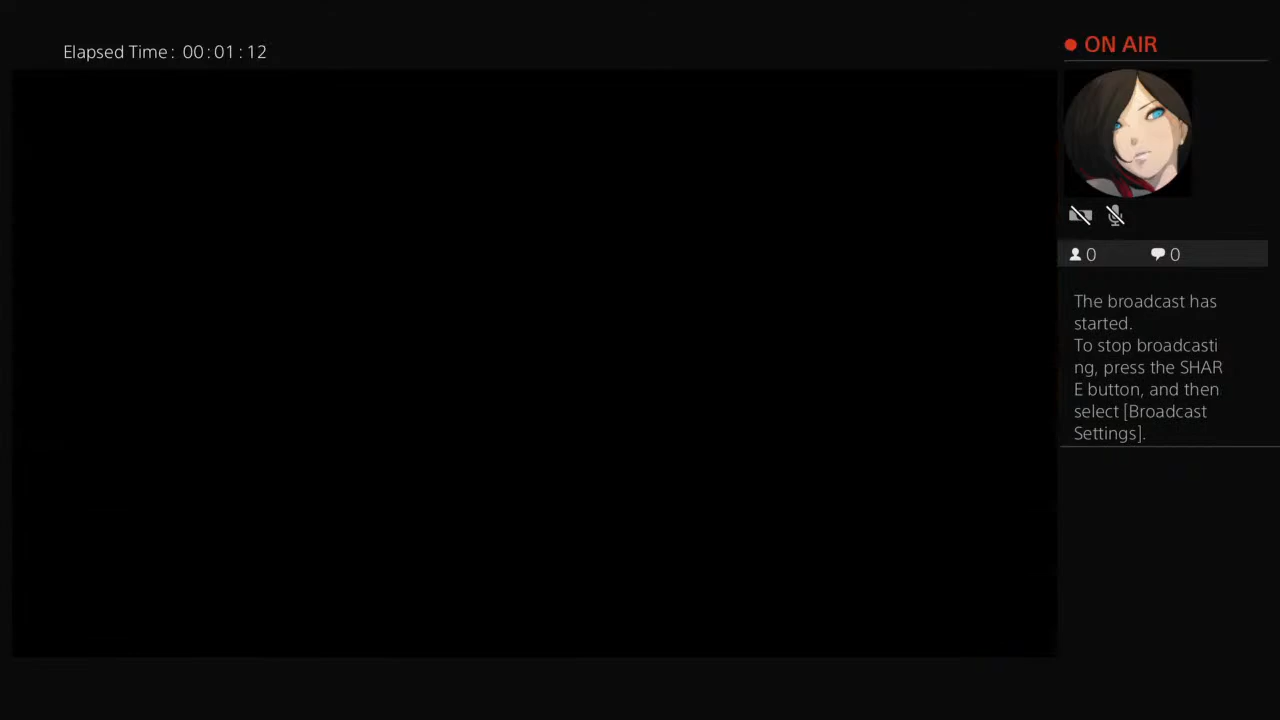 Elapsed Time: 00:01:12
ON AIR
0 0
The broadcast has
started.
To stop broadcasti
ng, press the SHAR
E button, and then
select [Broadcast
Settings].